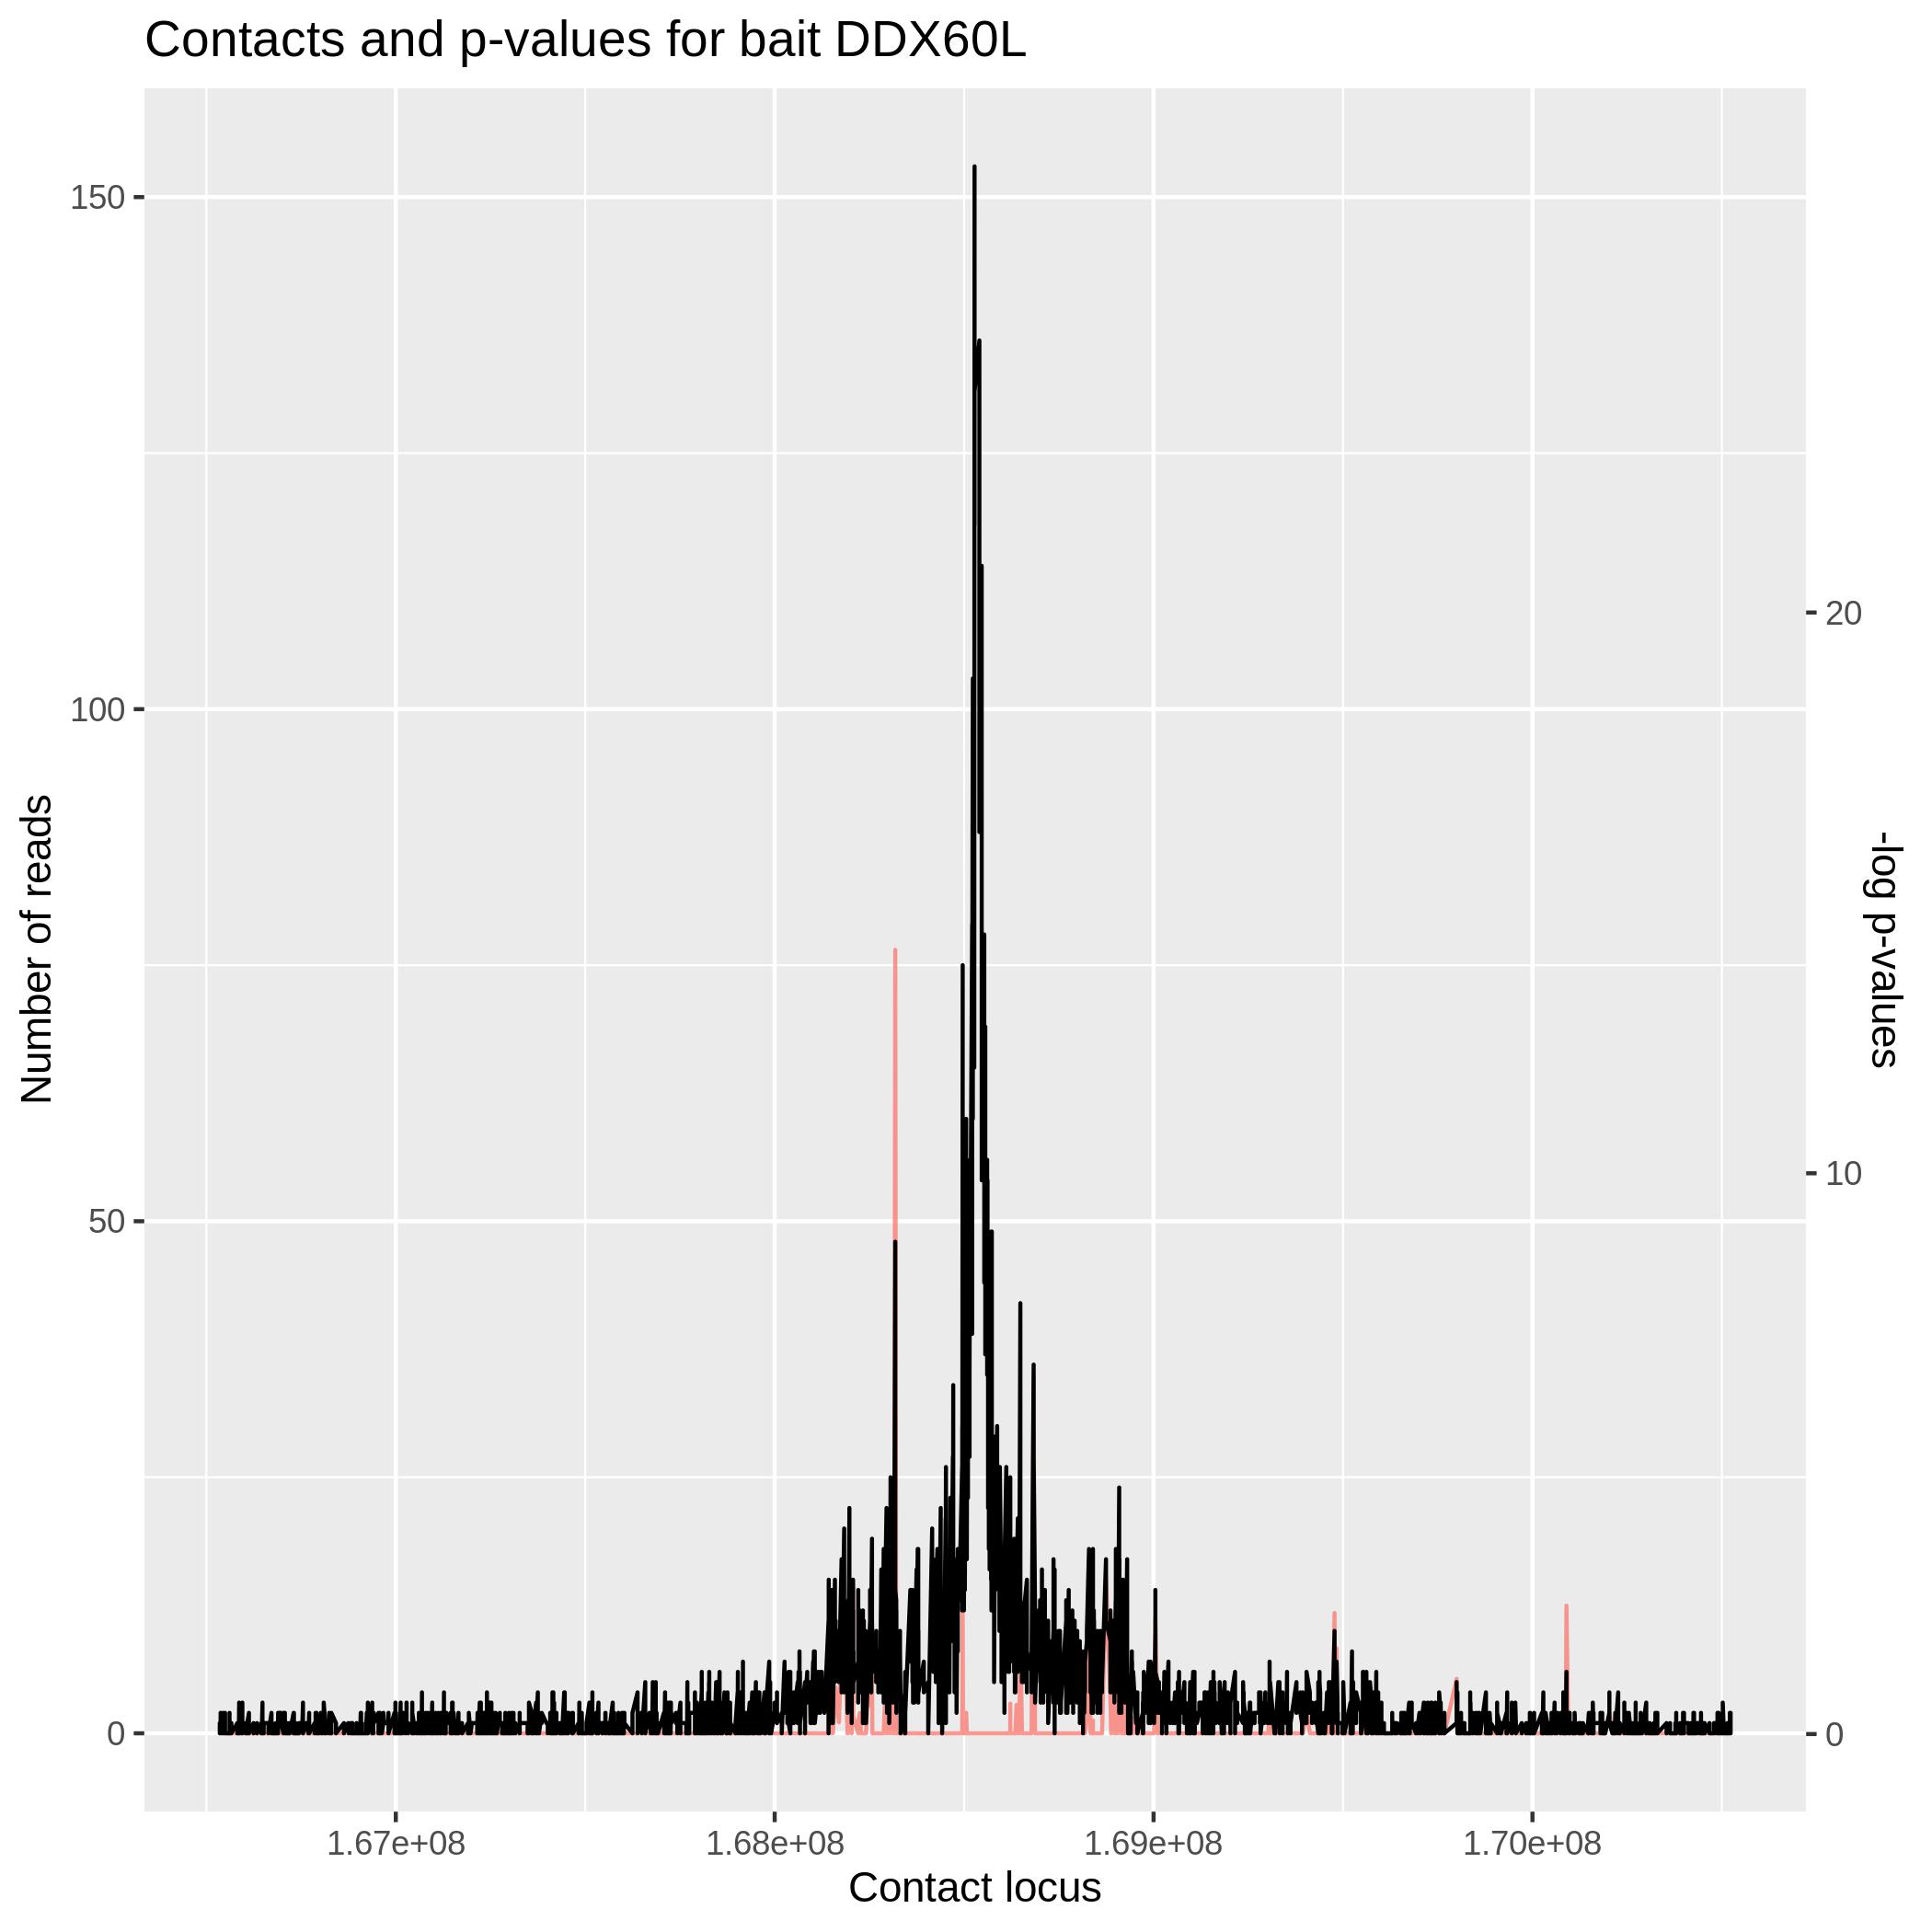 Contacts and p-values for bait DDX60L
150
100
50
0
Number of reads
20
10
0
-log p-values
1.67e+08
1.68e+08
1.69e+08
1.70e+08
Contact locus